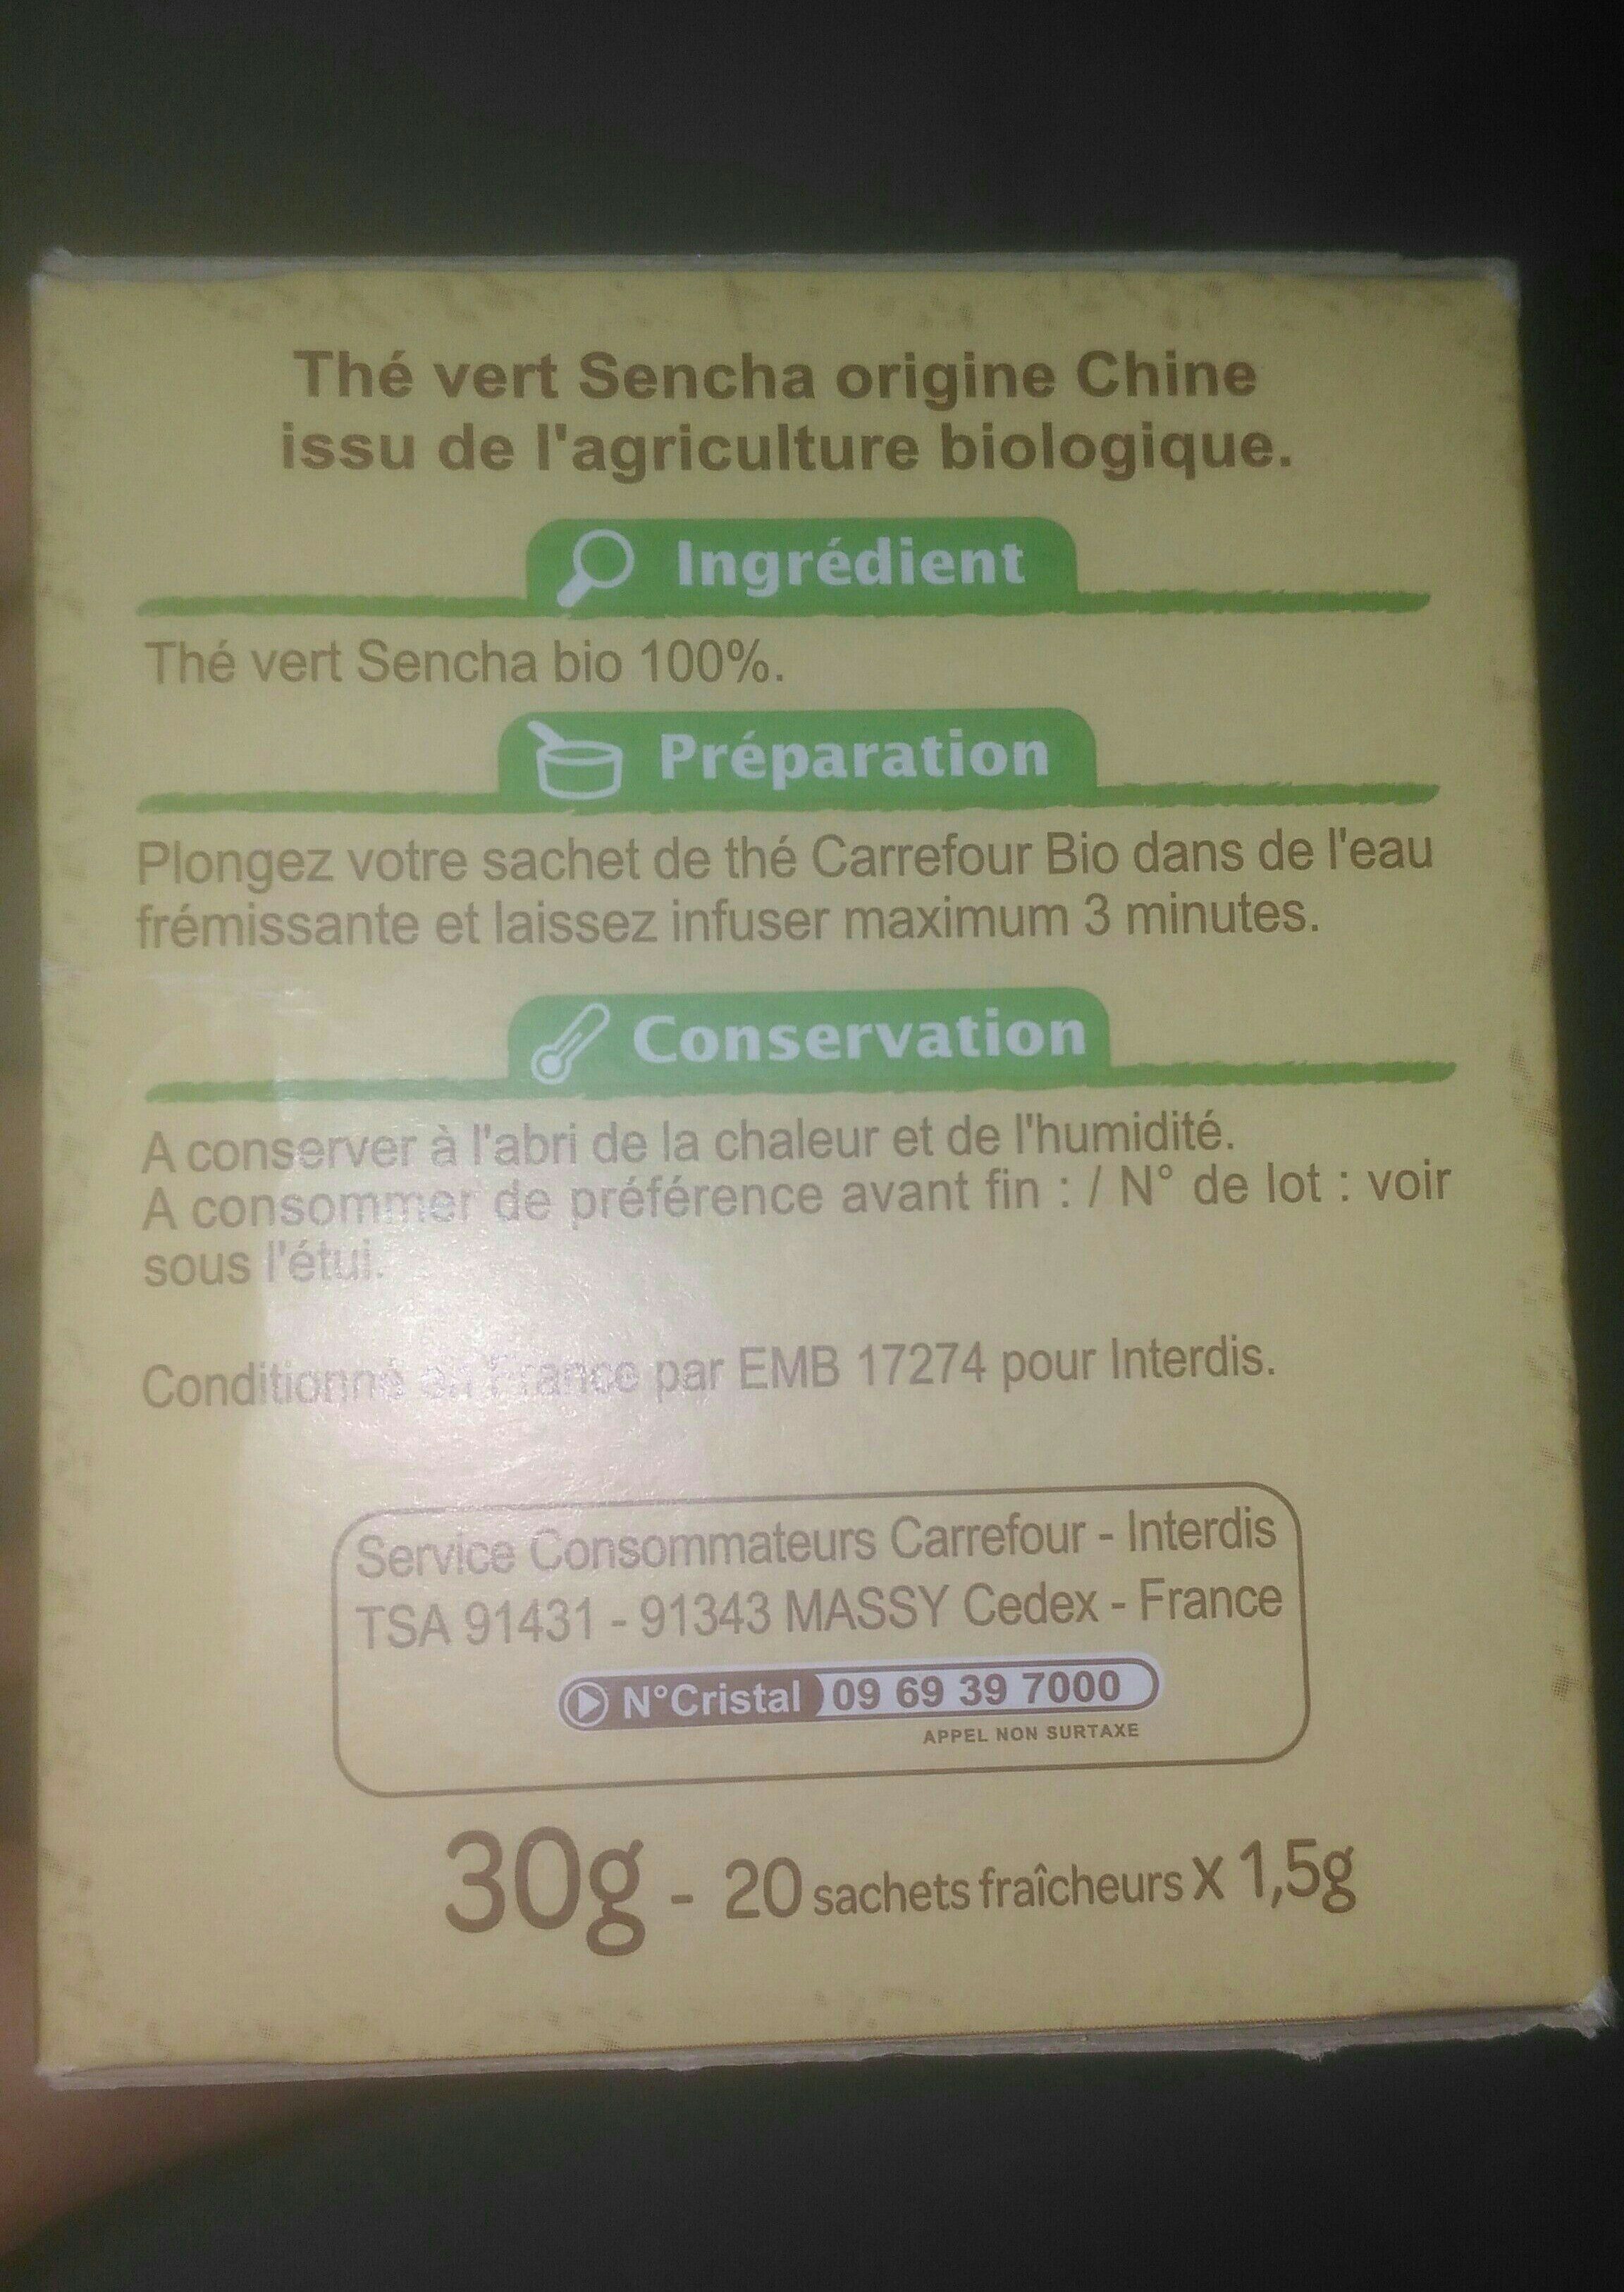 Thé vert Sencha origine Chine
issu de l'agriculture biologique.
Ingrédient
Thé vert Sencha bio 100%.
Préparation
Plongez votre sachet de thé Carrefour Bio dans de l'eau
frémissante et laissez infuser maximum 3 minutes.
Conservation
A conserver à l'abri de la chaleur et de l'humidité.
A consommer de préférence avant fin : / N° de lot : voir
sous l'étui.
Conditionné en France par EMB 17274 pour Interdis.
Service Consommateurs Carrefour - Interdis
TSA 91431 - 91343 MASSY Cedex - France
N°Cristal 09 69 39 7000
APPEL NON SURTAXE
30g - 20 sachets fraîcheurs X 1,5g